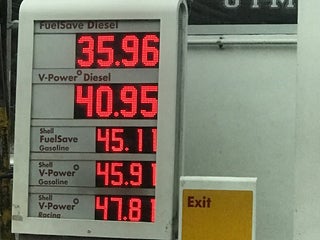 FuelSave Diesel
35.96
V-Power Diesel
40.95
Shell
FuelSave
Gasoline
45.11
Shell
V-Power
Gasoline
45.91
Shell
V-Power
Racing
47.81
Exit